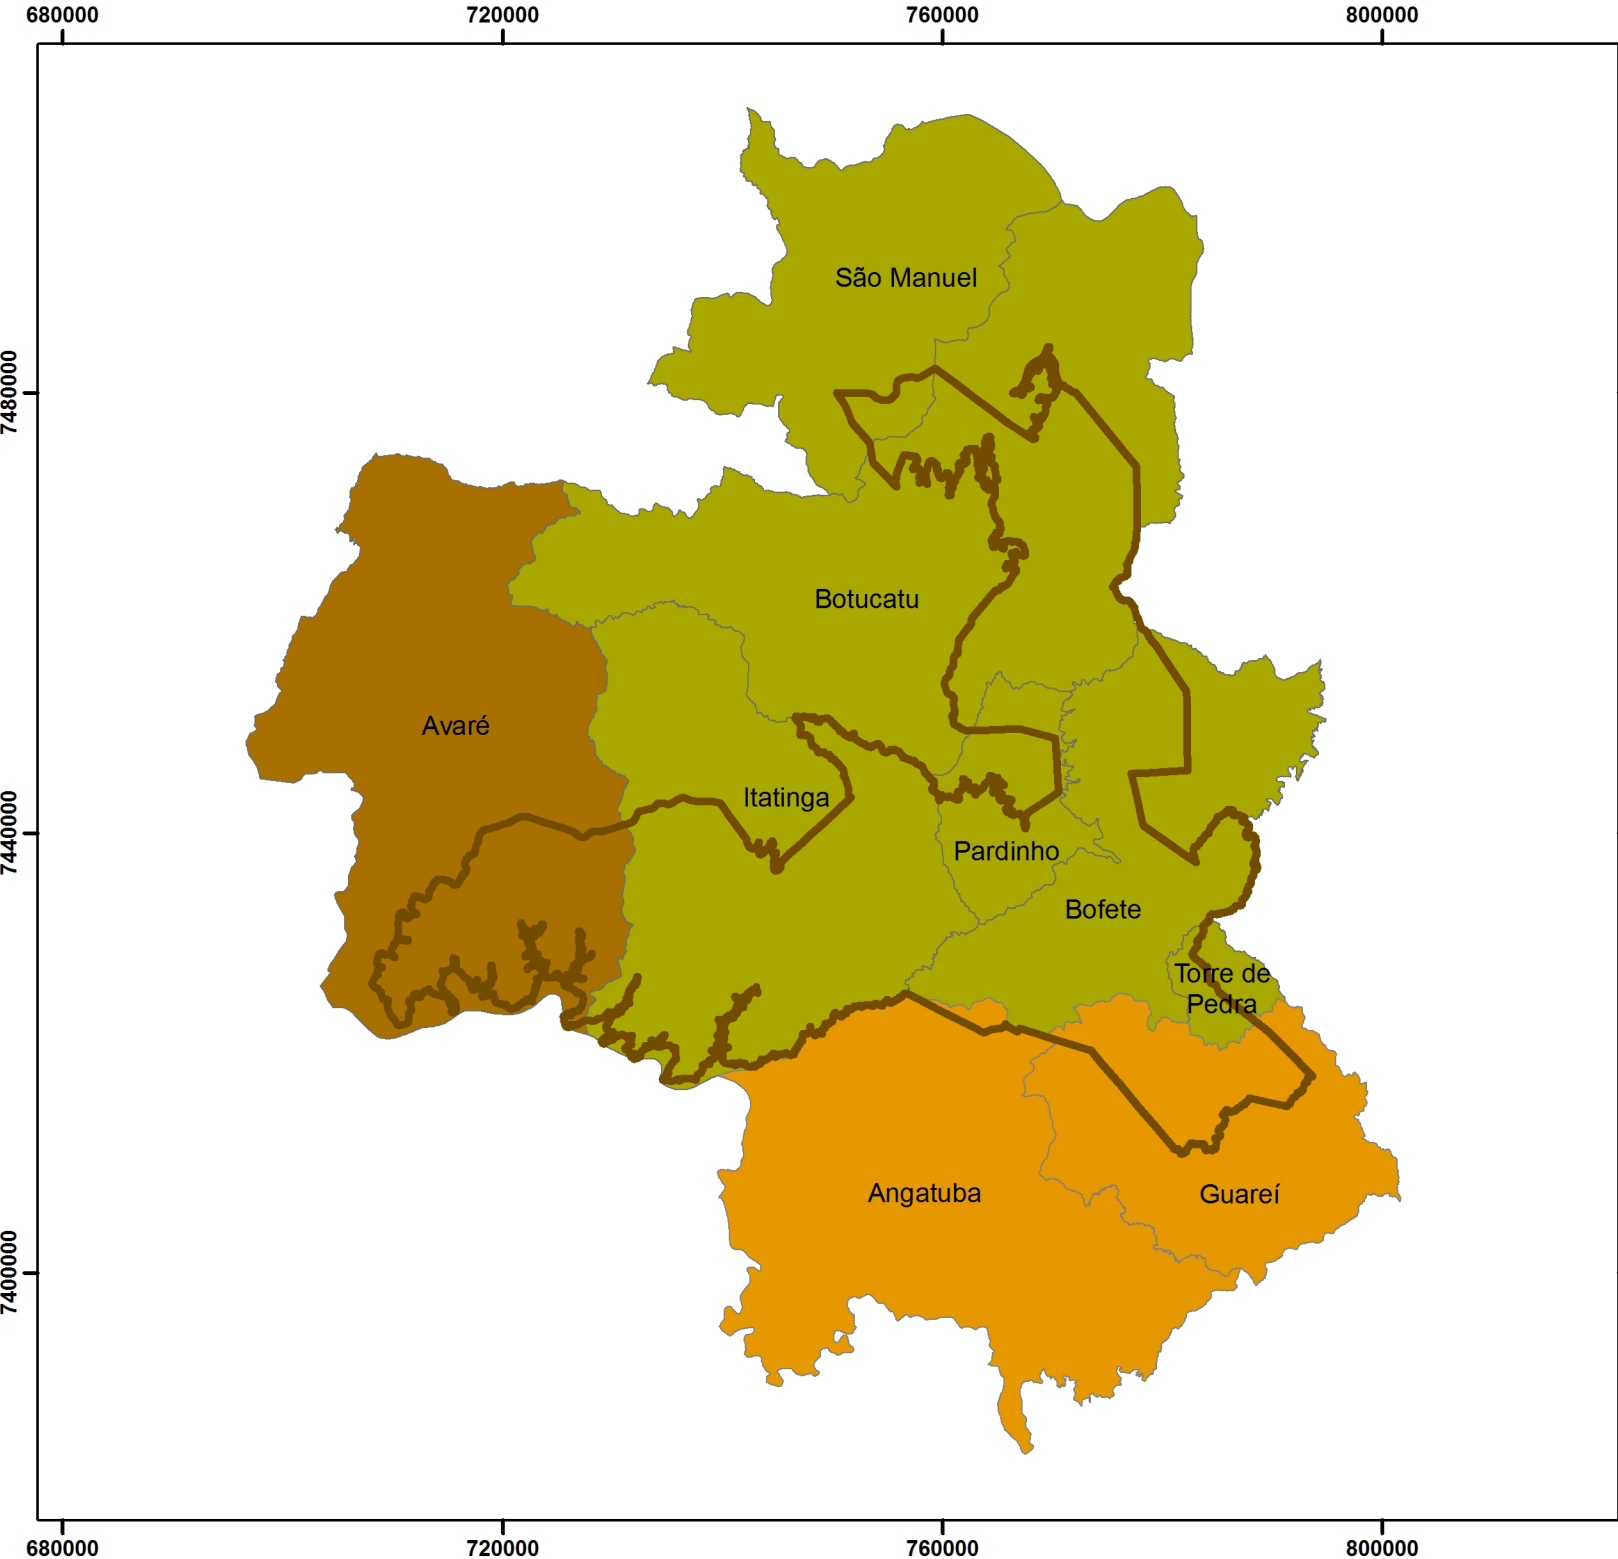 680000
720000
760000
800000
São Manuel
7480000
Botucatu
Avaré
Itatinga
7440000
Pardinho
Bofete
Torre de
Pedra
Angatuba
Guareí
7400000
680000
720000
760000
800000